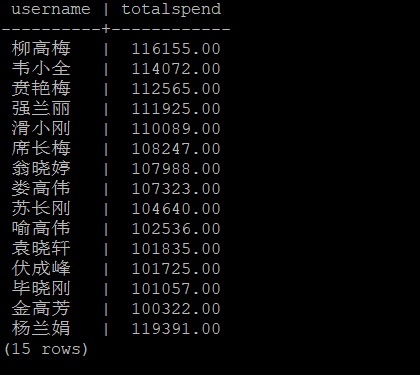 username | totalspend
----------+------------
柳高梅 | 116155.00
韦小全 | 114072.00
贲艳梅 | 112565.00
强兰丽 | 111925.00
滑小刚 | 110089.00
席长梅 | 108247.00
翁晓婷 | 107988.00
娄高伟 | 107323.00
苏长刚 | 104640.00
喻高伟 | 102536.00
袁晓轩 | 101835.00
伏成峰 | 101725.00
毕晓刚 | 101057.00
金高芳 | 100322.00
杨兰娟 | 119391.00
(15 rows)